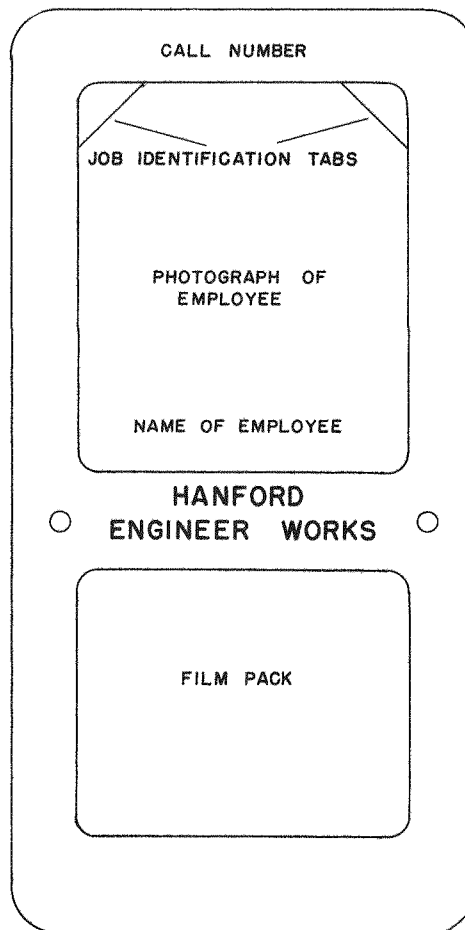 CALL NUMBER
JOB IDENTIFICATION TABS
PHOTOGRAPH OF
EMPLOYEE
NAME OF EMPLOYEE
HANFORD
ENGINEER WORKS
FILM PACK